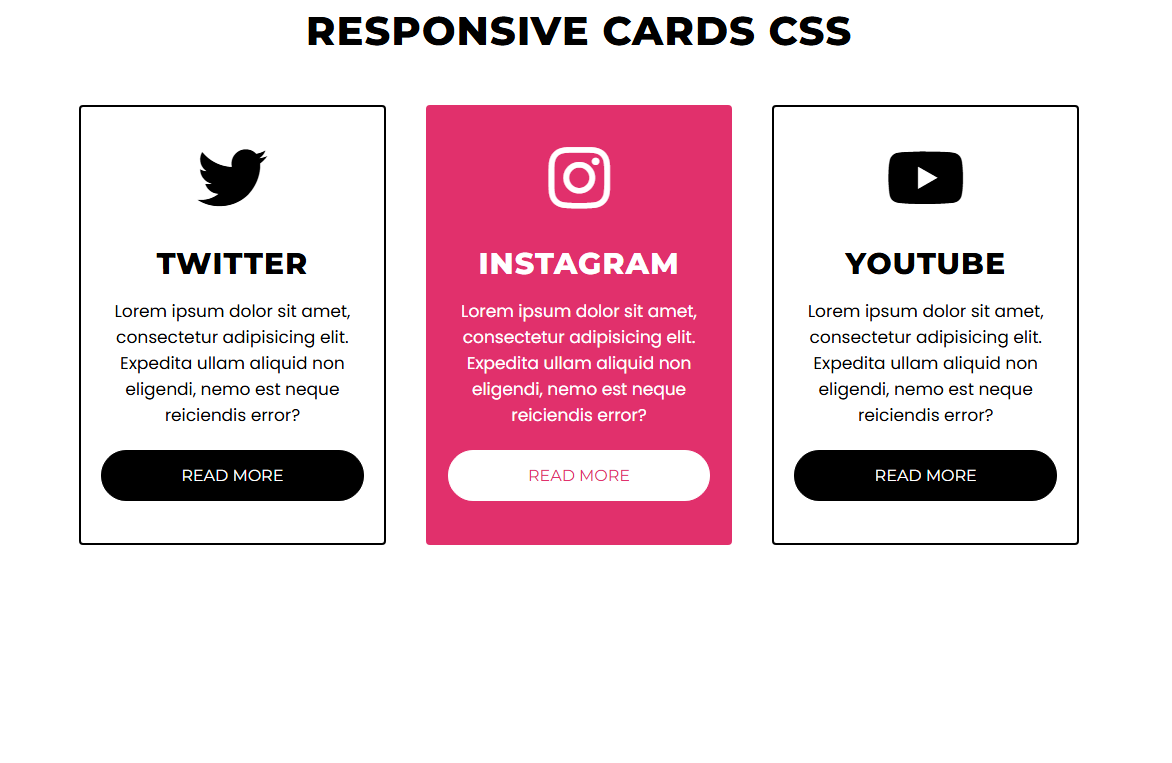 RESPONSIVE CARDS CSS
TWITTER
Lorem ipsum dolor sit amet,
consectetur adipisicing elit.
Expedita ullam aliquid non
eligendi, nemo est neque
reiciendis error?
READ MORE
INSTAGRAM
Lorem ipsum dolor sit amet,
consectetur adipisicing elit.
Expedita ullam aliquid non
eligendi, nemo est neque
reiciendis error?
READ MORE
YOUTUBE
Lorem ipsum dolor sit amet,
consectetur adipisicing elit.
Expedita ullam aliquid non
eligendi, nemo est neque
reiciendis error?
READ MORE